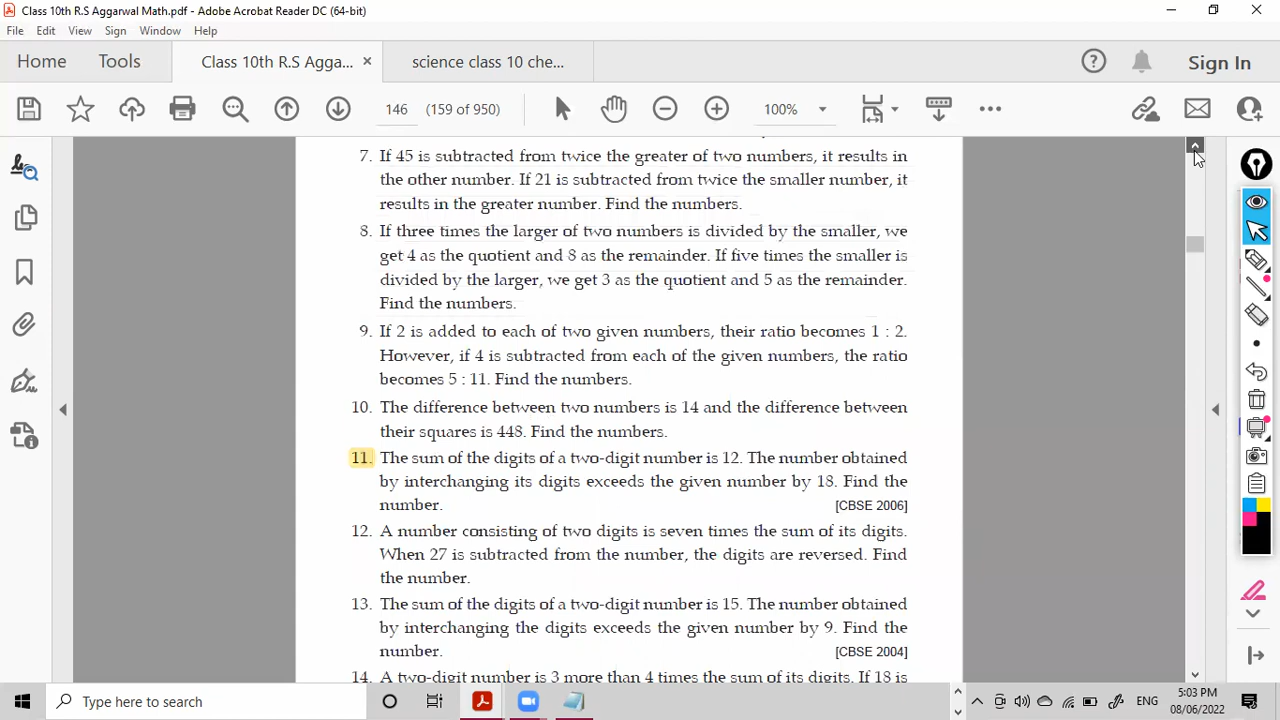 Class 10th R.S Aggarwal Math.pdf - Adobe Acrobat Reader DC (64-bit)
File Edit View Sign Window Help
Home Tools Class 10th R.S Agga... × science class 10 che... Sign In
146 (159 of 950) 100%
7. If 45 is subtracted from twice the greater of two numbers, it results in
the other number. If 21 is subtracted from twice the smaller number, it
results in the greater number. Find the numbers.
8. If three times the larger of two numbers is divided by the smaller, we
get 4 as the quotient and 8 as the remainder. If five times the smaller is
divided by the larger, we get 3 as the quotient and 5 as the remainder.
Find the numbers.
9. If 2 is added to each of two given numbers, their ratio becomes 1 : 2.
However, if 4 is subtracted from each of the given numbers, the ratio
becomes 5 : 11. Find the numbers.
10. The difference between two numbers is 14 and the difference between
their squares is 448. Find the numbers.
11. The sum of the digits of a two-digit number is 12. The number obtained
by interchanging its digits exceeds the given number by 18. Find the
number. [CBSE 2006]
12. A number consisting of two digits is seven times the sum of its digits.
When 27 is subtracted from the number, the digits are reversed. Find
the number.
13. The sum of the digits of a two-digit number is 15. The number obtained
by interchanging the digits exceeds the given number by 9. Find the
number. [CBSE 2004]
14. A two-digit number is 3 more than 4 times the sum of its digits. If 18 is
Type here to search
ENG
5:03 PM
08/06/2022